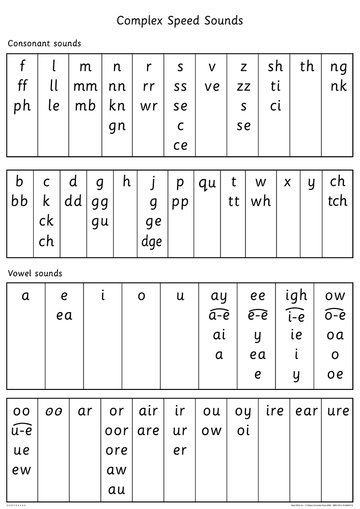 Complex Speed Sounds
Consonant sounds
f l m n r s v z sh th ng
ff ll mm nn rr ss ve zz ti nk
ph le mb kn wr se s ci
gn c se
ce
b c d g h j p qu t w x y ch
bb k dd gg g pp tt wh tch
ck gu ge
ch dge
Vowel sounds
a e i o u ay ee igh ow
ea a-e e-e i-e o-e
ai y ie oa
a ea i o
e y oe
oo oo ar or air ir ou oy ire ear ure
u-e oor are ur ow oi
ue ore er
ew aw
au